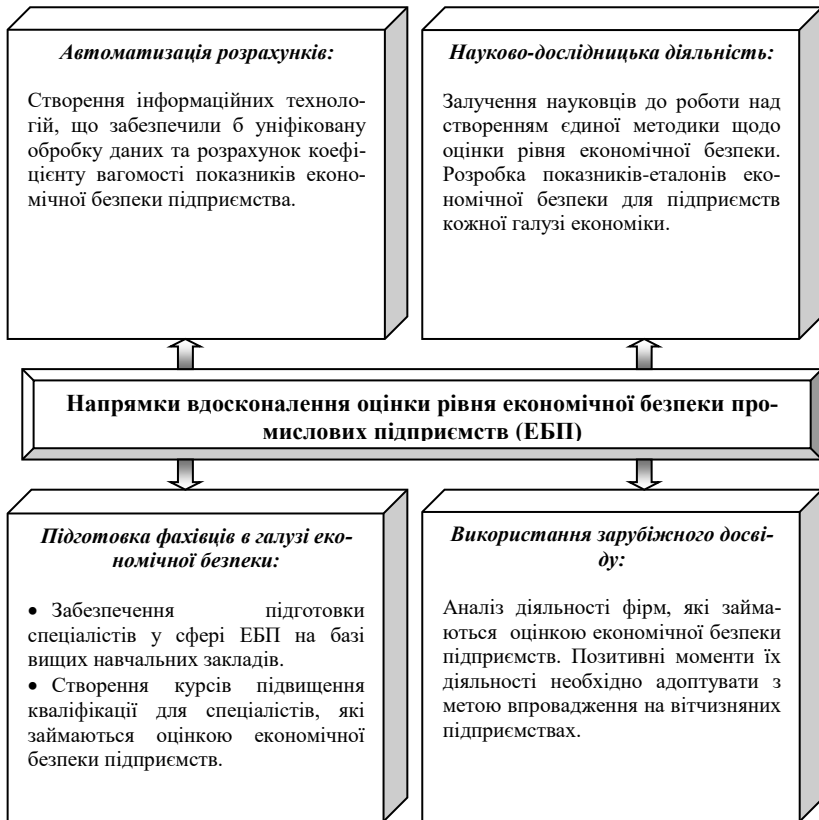 Автоматизація розрахунків:
Створення інформаційних техноло-
гій, що забезпечили б уніфіковану
обробку даних та розрахунок коефі-
цієнту вагомості показників еконо-
мічної безпеки підприємства.
Науково-дослідницька діяльність:
Залучення науковців до роботи над
створенням єдиної методики щодо
оцінки рівня економічної безпеки.
Розробка показників-еталонів еко-
номічної безпеки для підприємств
кожної галузі економіки.
Напрямки вдосконалення оцінки рівня економічної безпеки про-
мислових підприємств (ЕБП)
Підготовка фахівців в галузі еко-
номічної безпеки:
• Забезпечення підготовки
спеціалістів у сфері ЕБП на базі
вищих навчальних закладів.
• Створення курсів підвищення
кваліфікації для спеціалістів, які
займаються оцінкою економічної
безпеки підприємств.
Використання зарубіжного досві-
ду:
Аналіз діяльності фірм, які займа-
ються оцінкою економічної безпеки
підприємств. Позитивні моменти їх
діяльності необхідно адоптувати з
метою впровадження на вітчизняних
підприємствах.